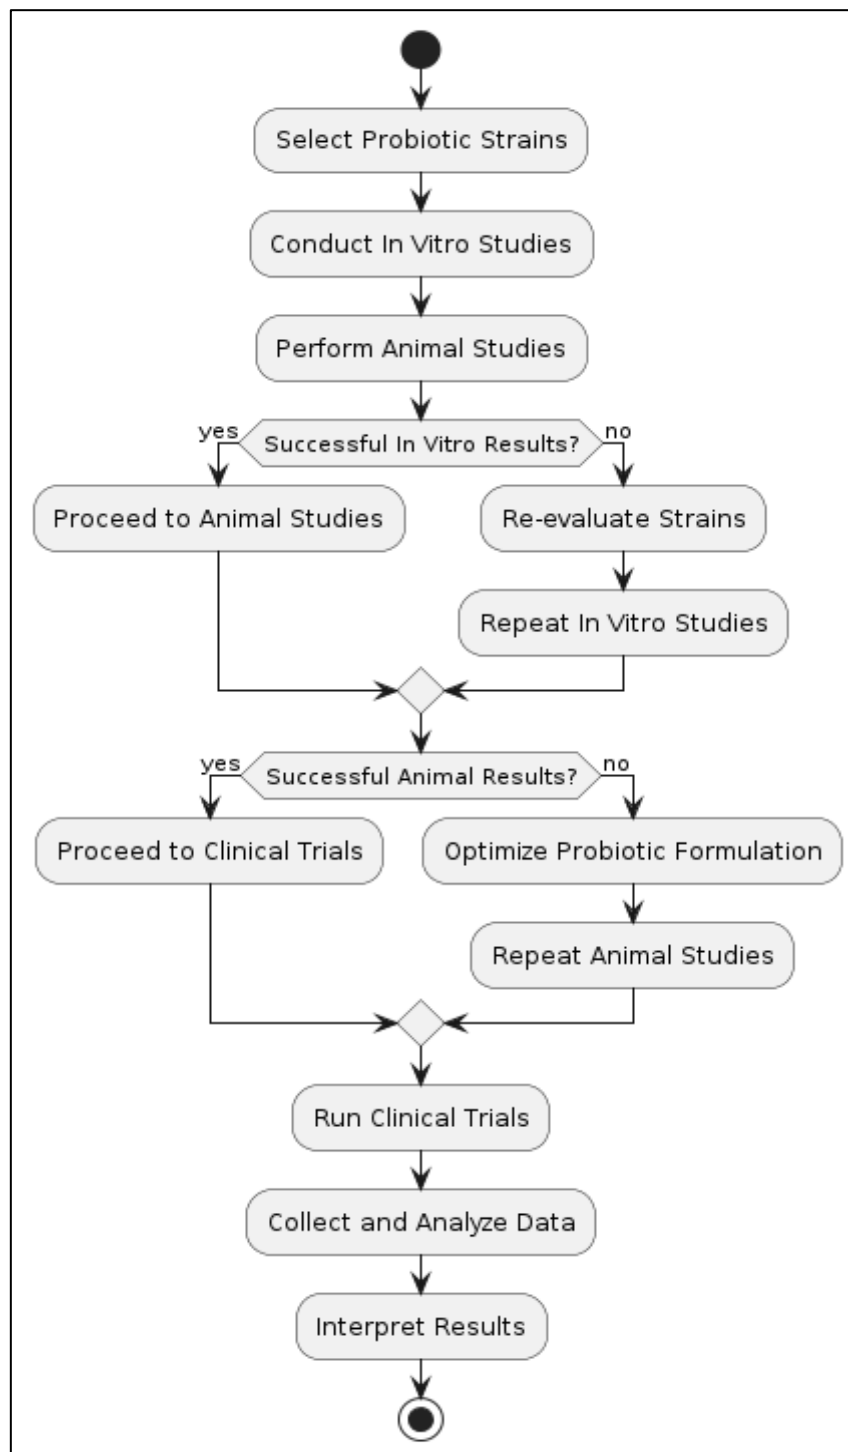 Select Probiotic Strains
Conduct In Vitro Studies
Perform Animal Studies
yes
Successful In Vitro Results?
no
Proceed to Animal Studies
Re-evaluate Strains
Repeat In Vitro Studies
yes
Successful Animal Results?
no
Proceed to Clinical Trials
Optimize Probiotic Formulation
Repeat Animal Studies
Run Clinical Trials
Collect and Analyze Data
Interpret Results